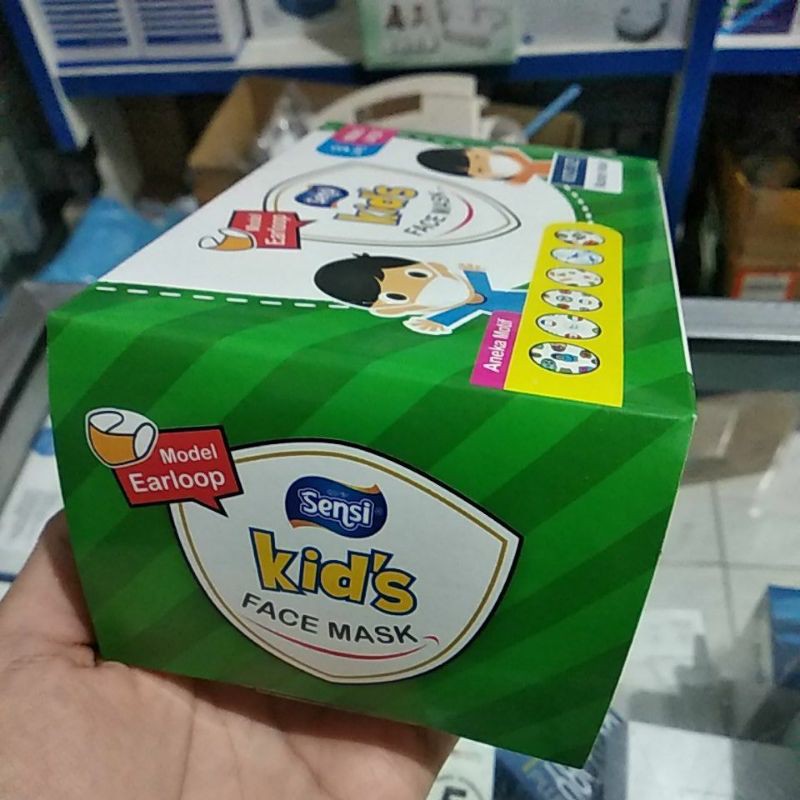 Sensi
kid's
FACE MASK
Model
Earloop
Aneka Motif
Model
Earloop
Sensi
kid's
FACE MASK